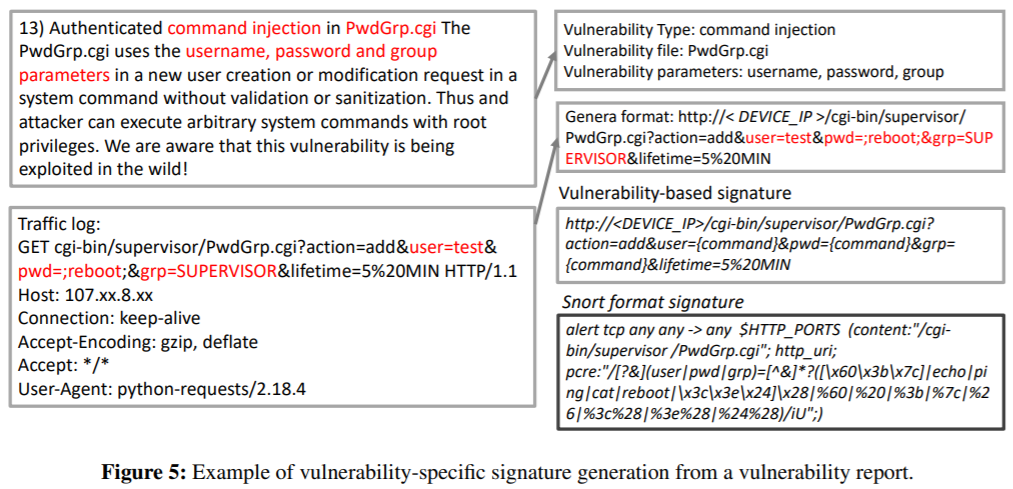 13) Authenticated command injection in PwdGrp.cgi The
PwdGrp.cgi uses the username, password and group
parameters in a new user creation or modification request in a
system command without validation or sanitization. Thus and
attacker can execute arbitrary system commands with root
privileges. We are aware that this vulnerability is being
exploited in the wild!
Traffic log:
GET cgi-bin/supervisor/PwdGrp.cgi?action=add&user=test&
pwd=;reboot;&grp=SUPERVISOR&lifetime=5%20MIN HTTP/1.1
Host: 107.xx.8.xx
Connection: keep-alive
Accept-Encoding: gzip, deflate
Accept: */*
User-Agent: python-requests/2.18.4
Vulnerability Type: command injection
Vulnerability file: PwdGrp.cgi
Vulnerability parameters: username, password, group
Genera format: http://< DEVICE_IP >/cgi-bin/supervisor/
PwdGrp.cgi?action=add&user=test&pwd=;reboot;&grp=SUP
ERVISOR&lifetime=5%20MIN
Vulnerability-based signature
http://<DEVICE_IP>/cgi-bin/supervisor/PwdGrp.cgi?
action=add&user={command}&pwd={command}&grp=
{command}&lifetime=5%20MIN
Snort format signature
alert tcp any any -> any $HTTP_PORTS (content:"/cgi-
bin/supervisor /PwdGrp.cgi"; http_uri;
pcre:"/[?&](user|pwd|grp)=[^&]*?([\x60\x3b\x7c]|echo|pi
ng|cat|reboot|\x3c\x3e\x24]\x28|%60|%20|%3b|%7c|%2
6|%3c%28|%3e%28|%24%28)/iU";)
Figure 5: Example of vulnerability-specific signature generation from a vulnerability report.